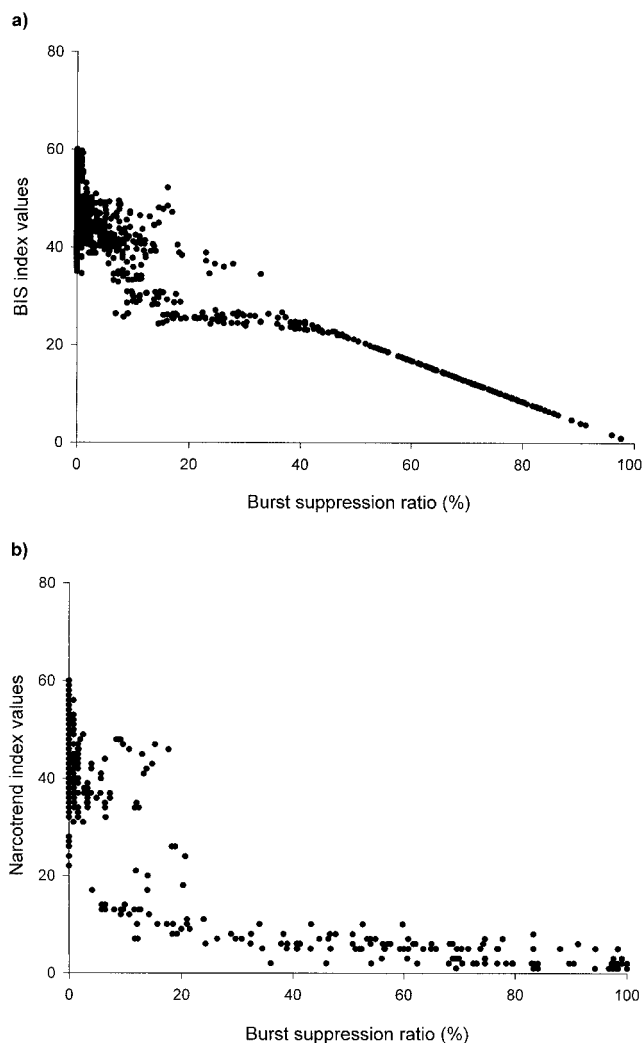 a)
80
60
40
20
0
BIS index values
0 20 40 60 80 100
Burst suppression ratio (%)
b)
80
60
40
20
0
Narcotrend index values
0 20 40 60 80 100
Burst suppression ratio (%)